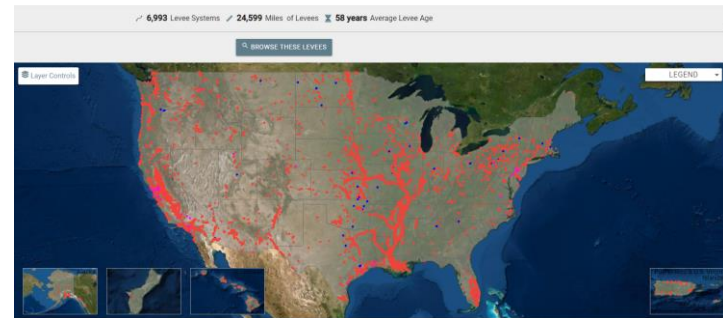 6,993 Levee Systems 24,599 Miles of Levees 58 years Average Levee Age
BROWSE THESE LEVEES
Layer Controls
LEGEND